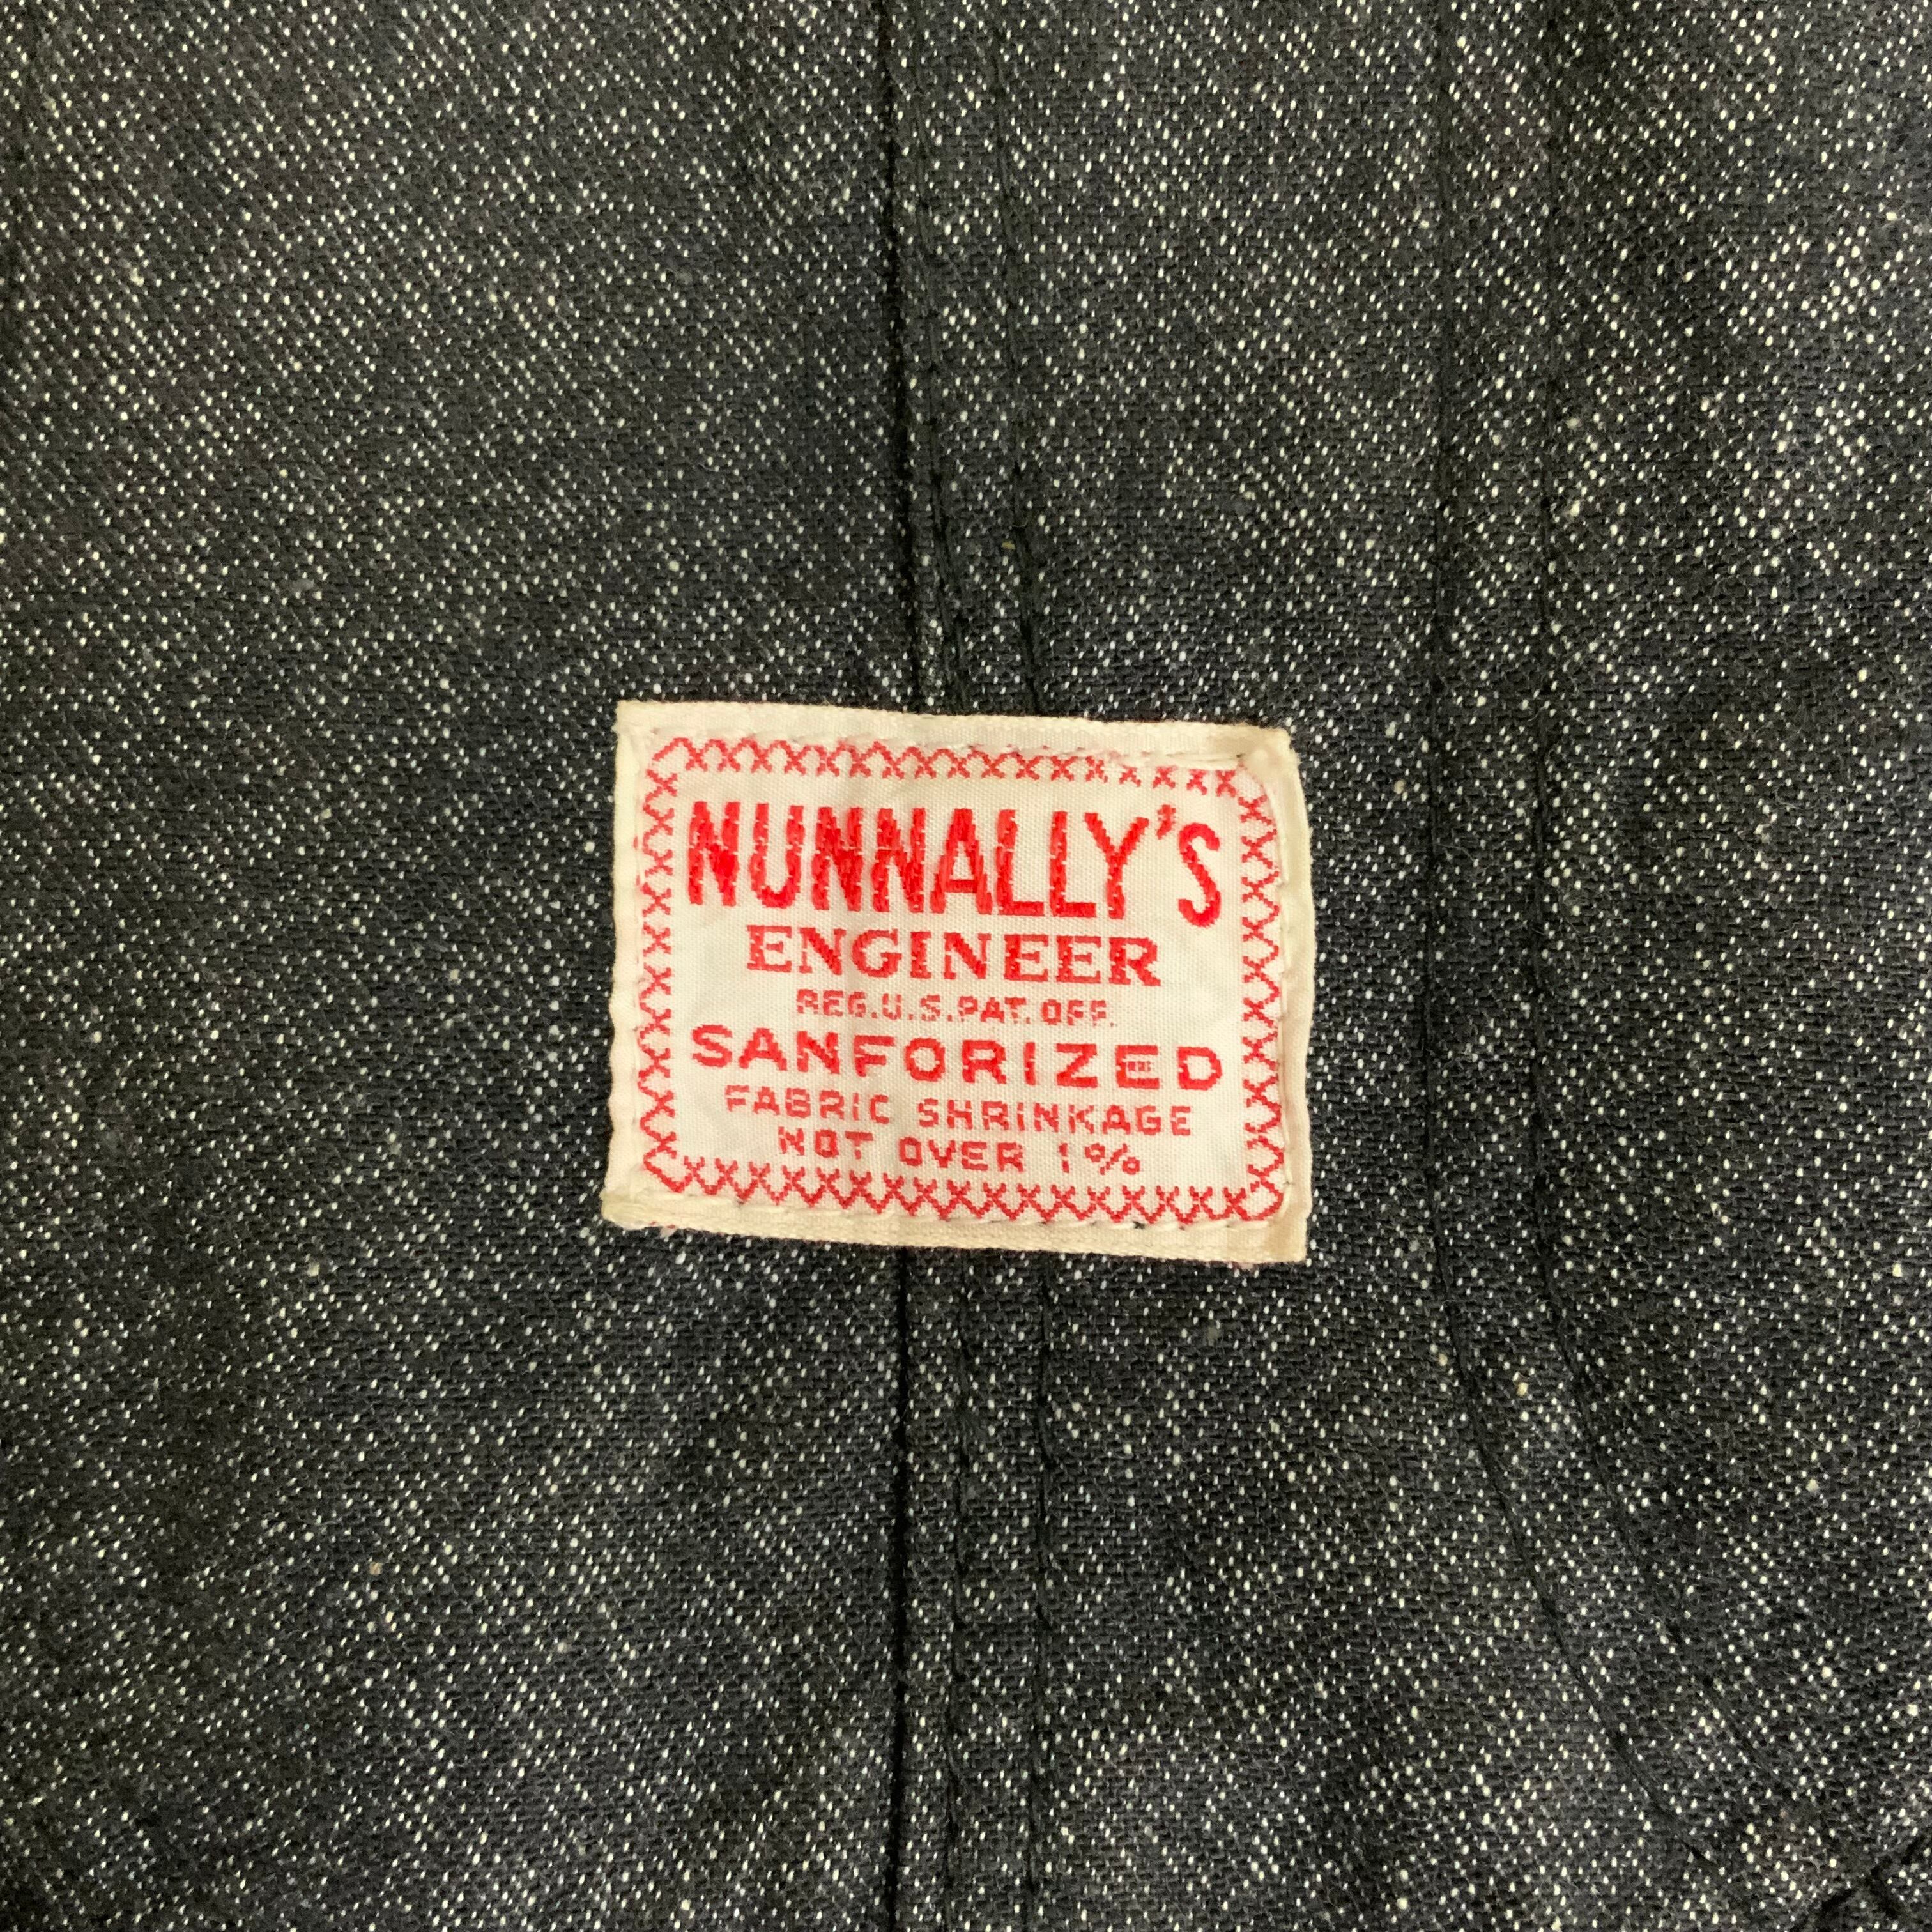 NUNNALLY'S
ENGINEER
REG.U.S.PAT.OFF.
SANFORIZED
FABRIC SHRINKAGE
NOT OVER 1%